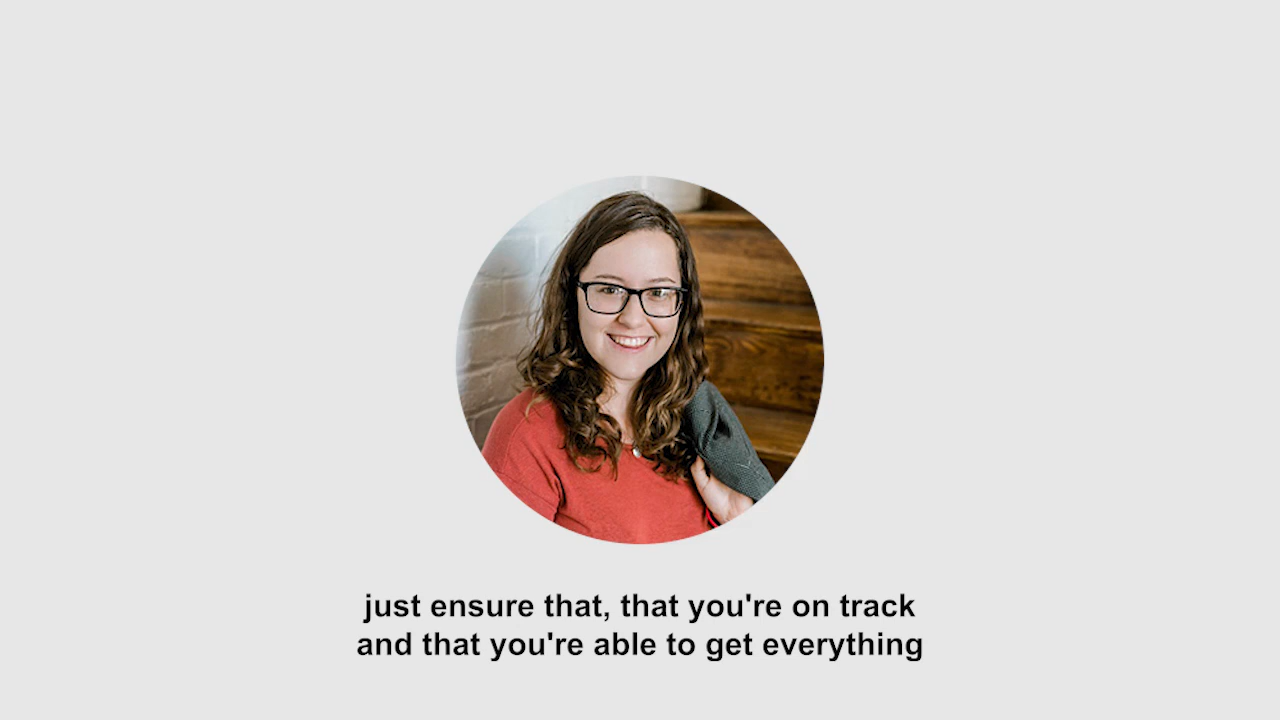 just ensure that, that you're on track
and that you're able to get everything